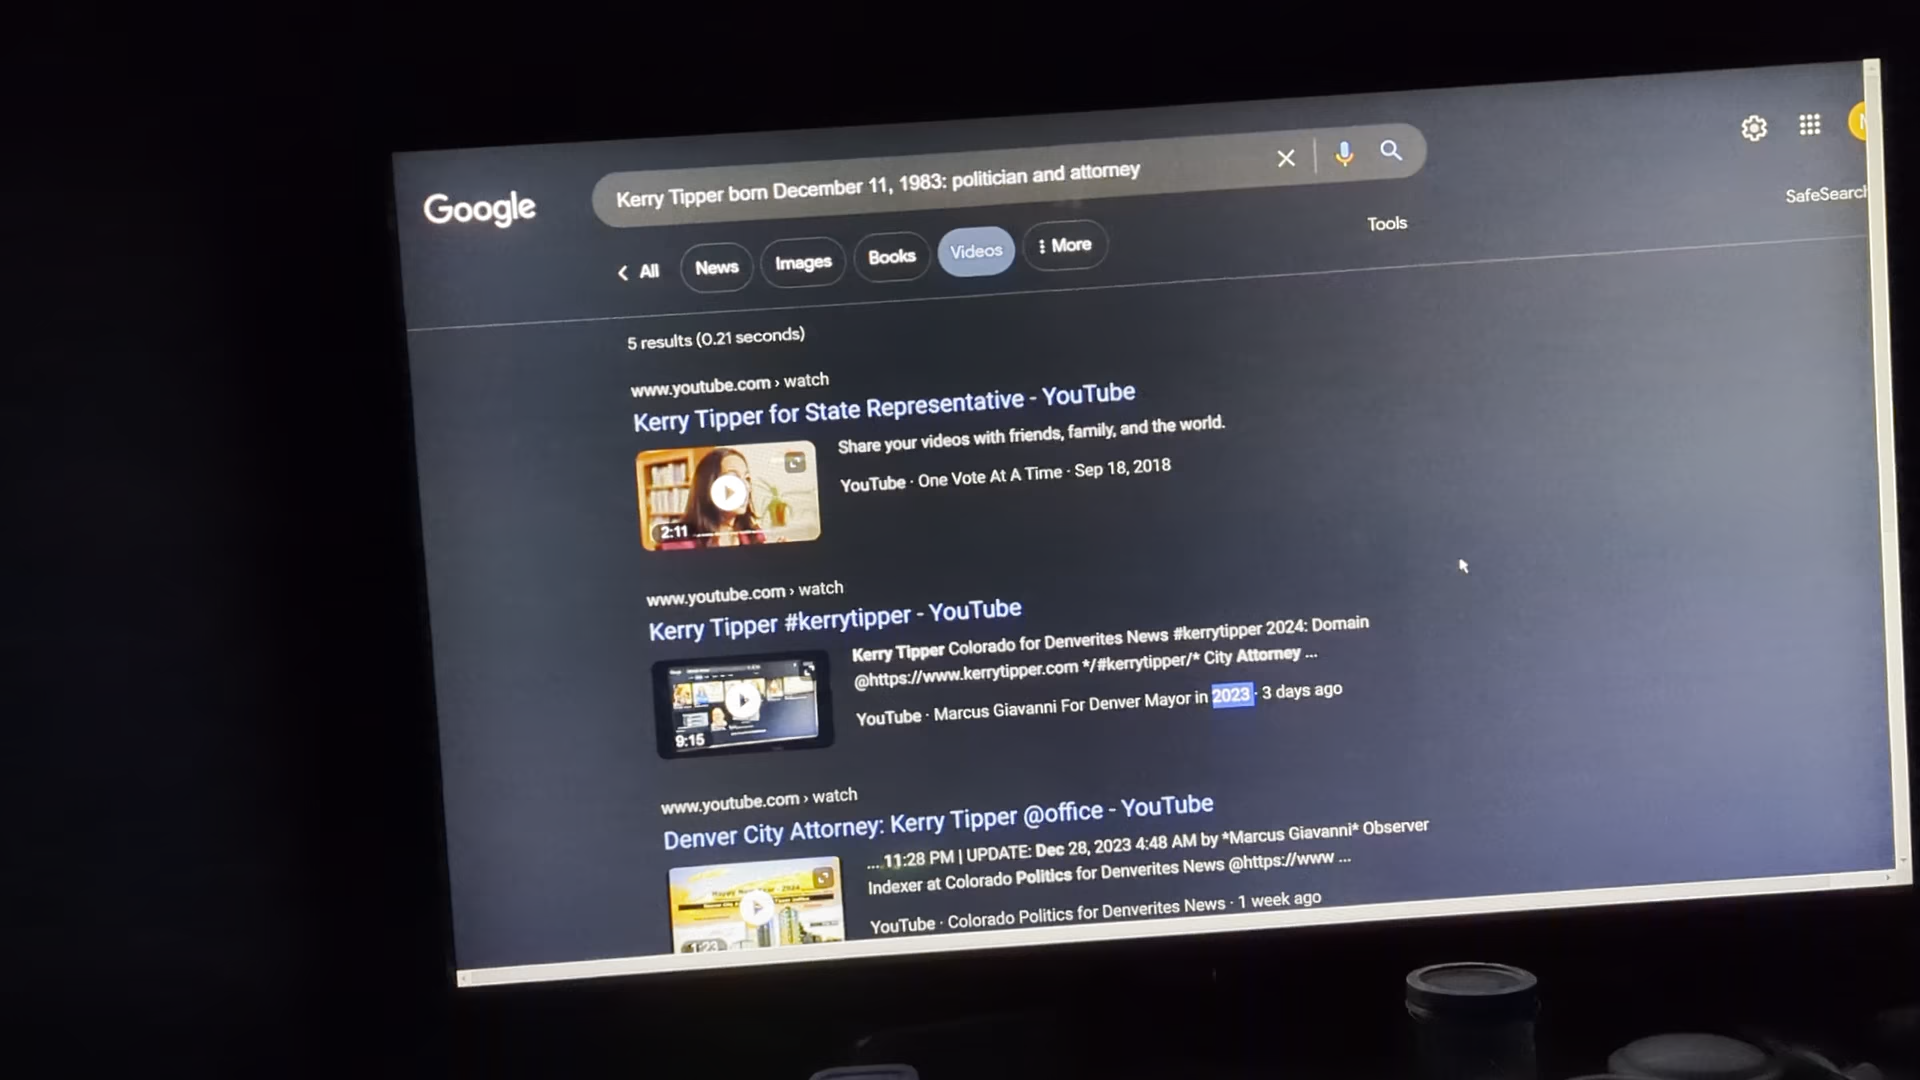 Google
Kerry Tipper born December 11, 1983: politician and attorney
SafeSearch
All
News
Images
Books
Videos
More
Tools
5 results (0.21 seconds)
www.youtube.com › watch
Kerry Tipper for State Representative - YouTube
Share your videos with friends, family, and the world.
YouTube · One Vote At A Time · Sep 18, 2018
2:11
www.youtube.com › watch
Kerry Tipper #kerrytipper - YouTube
Kerry Tipper Colorado for Denverites News #kerrytipper 2024: Domain
@https://www.kerrytipper.com */#kerrytipper/* City Attorney ...
YouTube · Marcus Giavanni For Denver Mayor in 2023 · 3 days ago
9:15
www.youtube.com › watch
Denver City Attorney: Kerry Tipper @office - YouTube
... 11:28 PM | UPDATE: Dec 28, 2023 4:48 AM by *Marcus Giavanni* Observer
Indexer at Colorado Politics for Denverites News @https://www ...
YouTube · Colorado Politics for Denverites News · 1 week ago
1:23